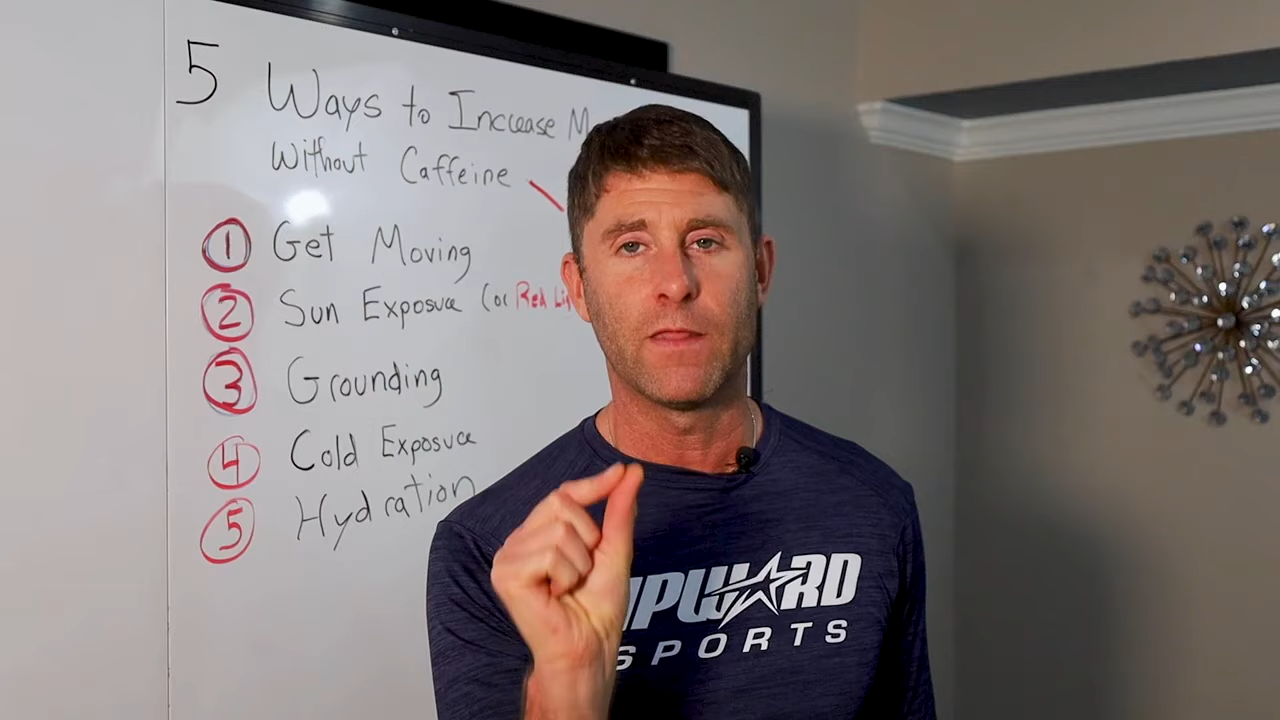 5 Ways to Increase M
Without Caffeine
1 Get Moving
2 Sun Exposure (or Red Li
3 Grounding
4 Cold Exposure
5 Hydration
UPWARD
SPORTS